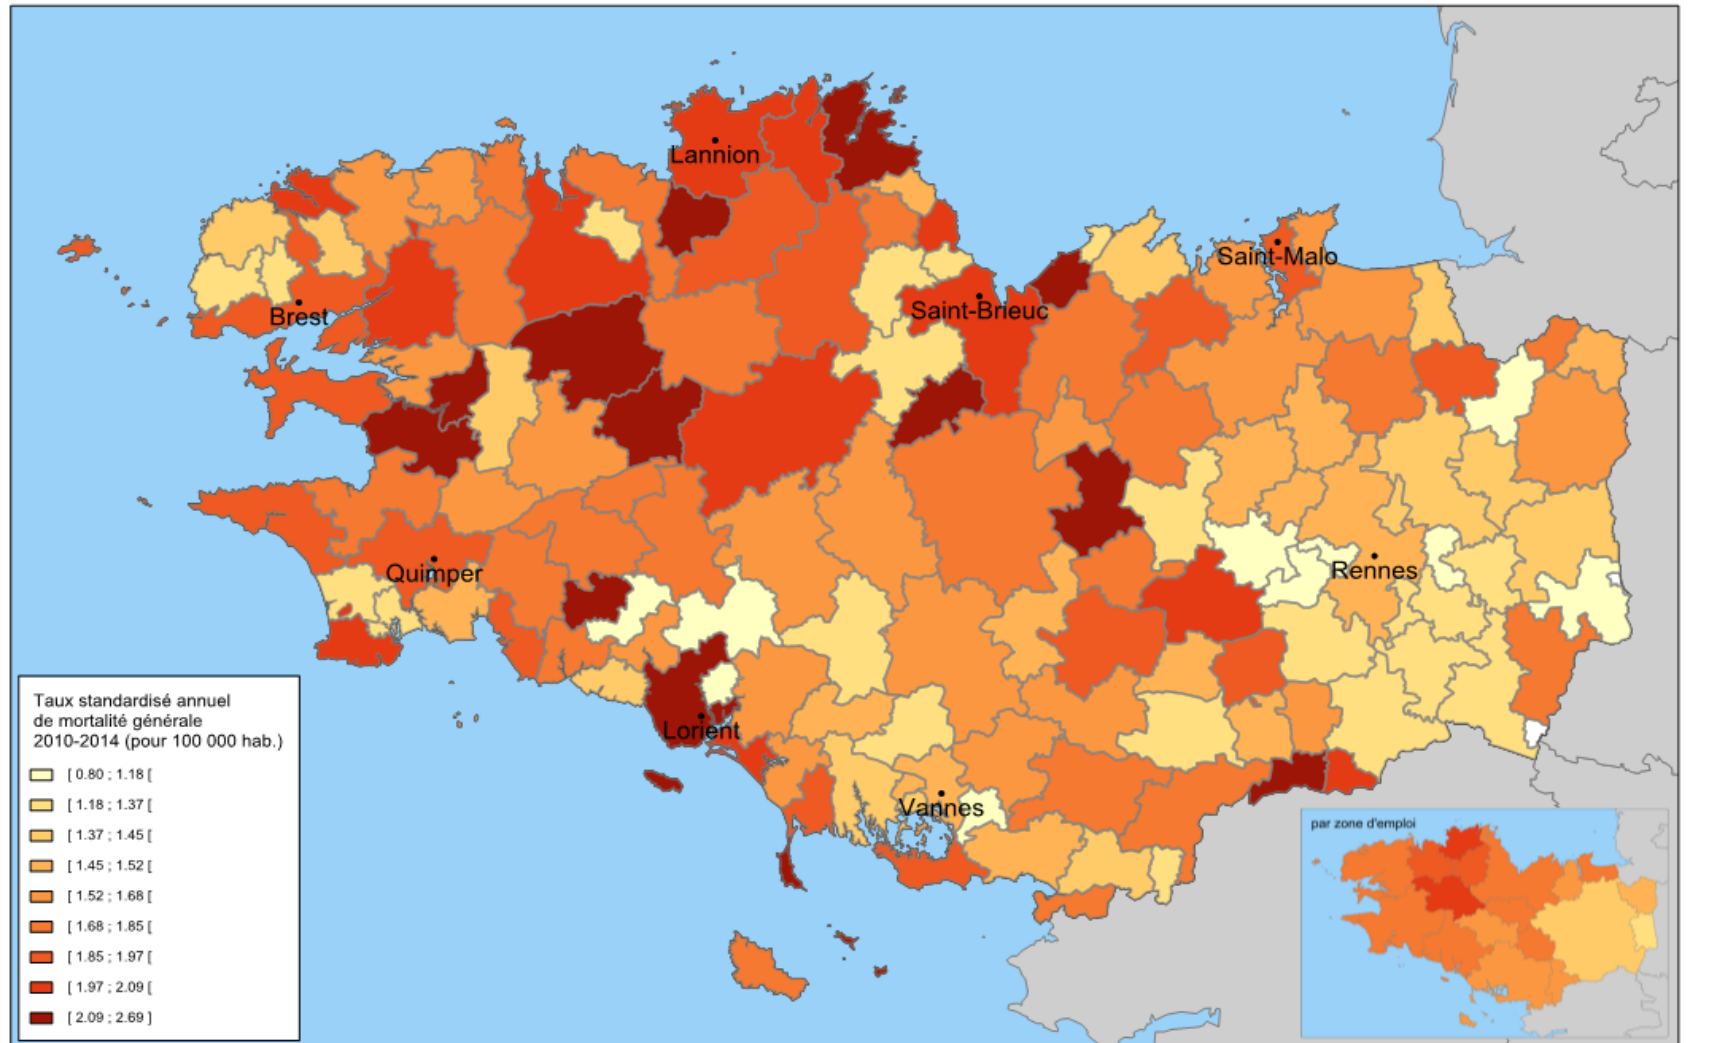 Lannion
Saint-Malo
Brest
Saint-Brieuc
Quimper
Rennes
Lorient
Vannes
Taux standardisé annuel
de mortalité générale
2010-2014 (pour 100 000 hab.)
[ 0.80 ; 1.18 [
[ 1.18 ; 1.37 [
[ 1.37 ; 1.45 [
[ 1.45 ; 1.52 [
[ 1.52 ; 1.68 [
[ 1.68 ; 1.85 [
[ 1.85 ; 1.97 [
[ 1.97 ; 2.09 [
[ 2.09 ; 2.69 ]
par zone d'emploi